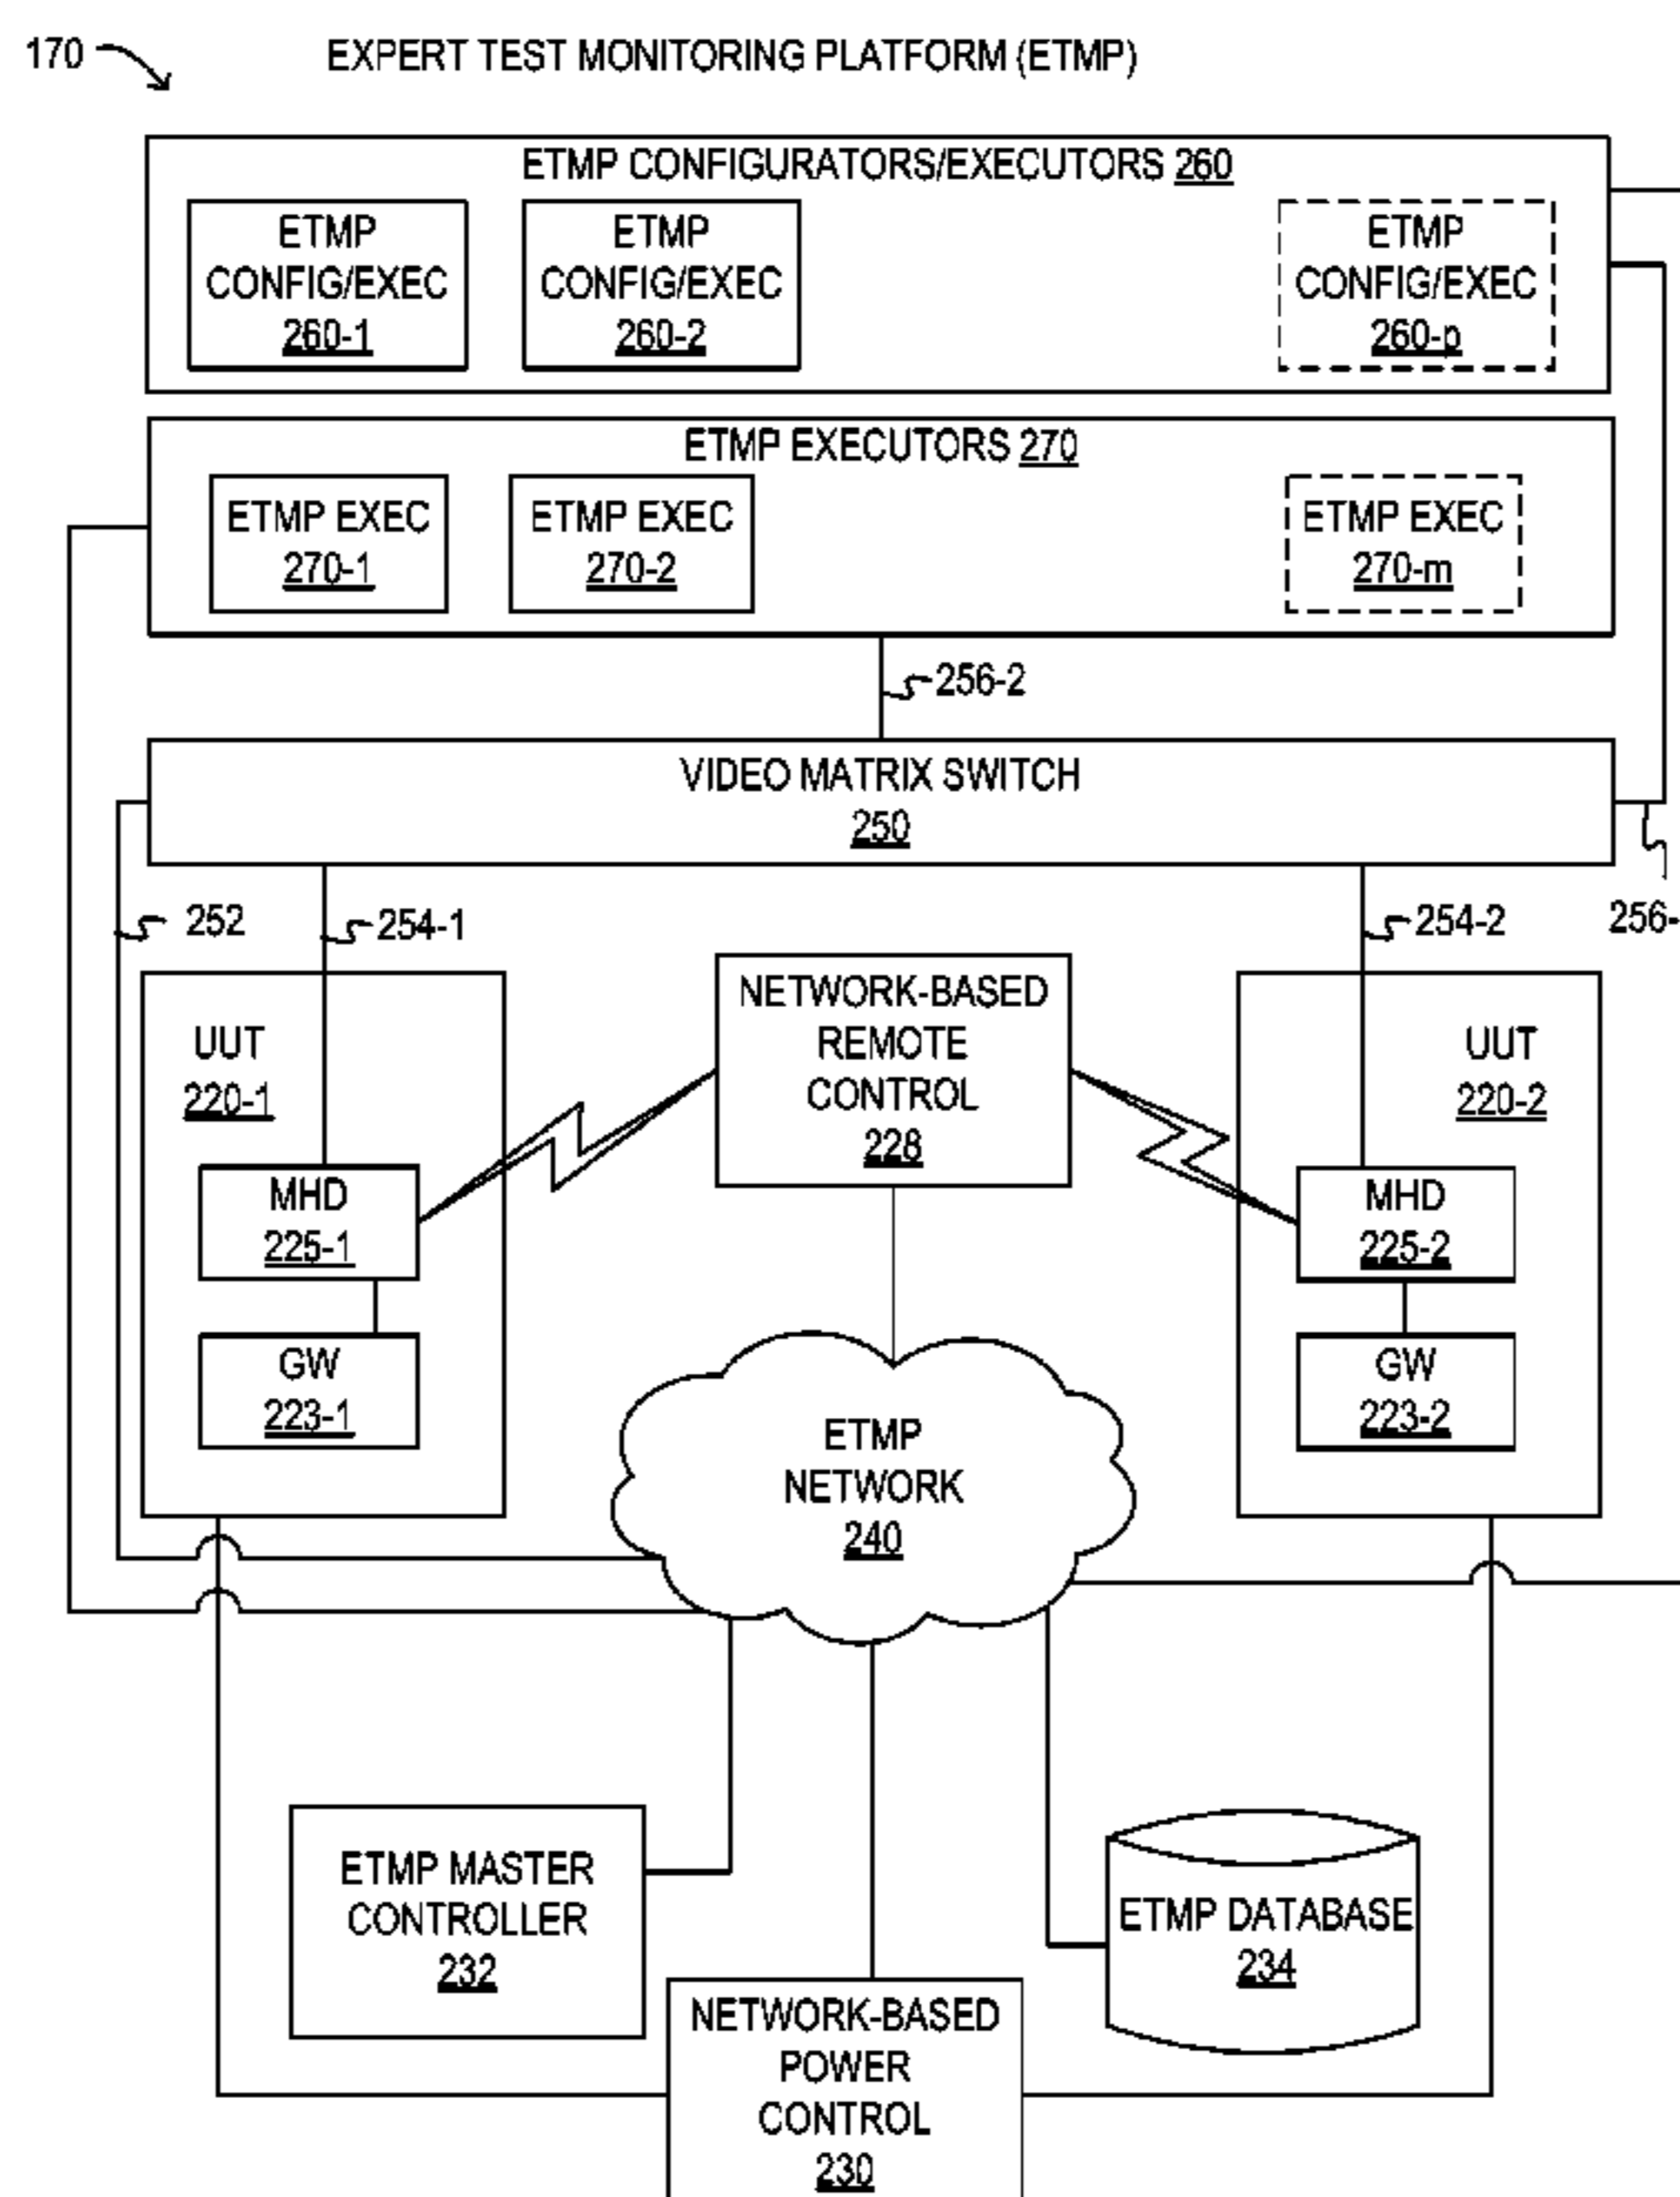 170
EXPERT TEST MONITORING PLATFORM (ETMP)
ETMP CONFIGURATORS/EXECUTORS 260
ETMP
CONFIG/EXEC
260-1
ETMP
CONFIG/EXEC
260-2
ETMP
CONFIG/EXEC
260-p
ETMP EXECUTORS 270
ETMP EXEC
270-1
ETMP EXEC
270-2
ETMP EXEC
270-m
256-2
VIDEO MATRIX SWITCH
250
252
254-1
254-2
256-
UUT
220-1
NETWORK-BASED
REMOTE
CONTROL
228
UUT
220-2
MHD
225-1
MHD
225-2
GW
223-1
GW
223-2
ETMP
NETWORK
240
ETMP MASTER
CONTROLLER
232
ETMP DATABASE
234
NETWORK-BASED
POWER
CONTROL
230